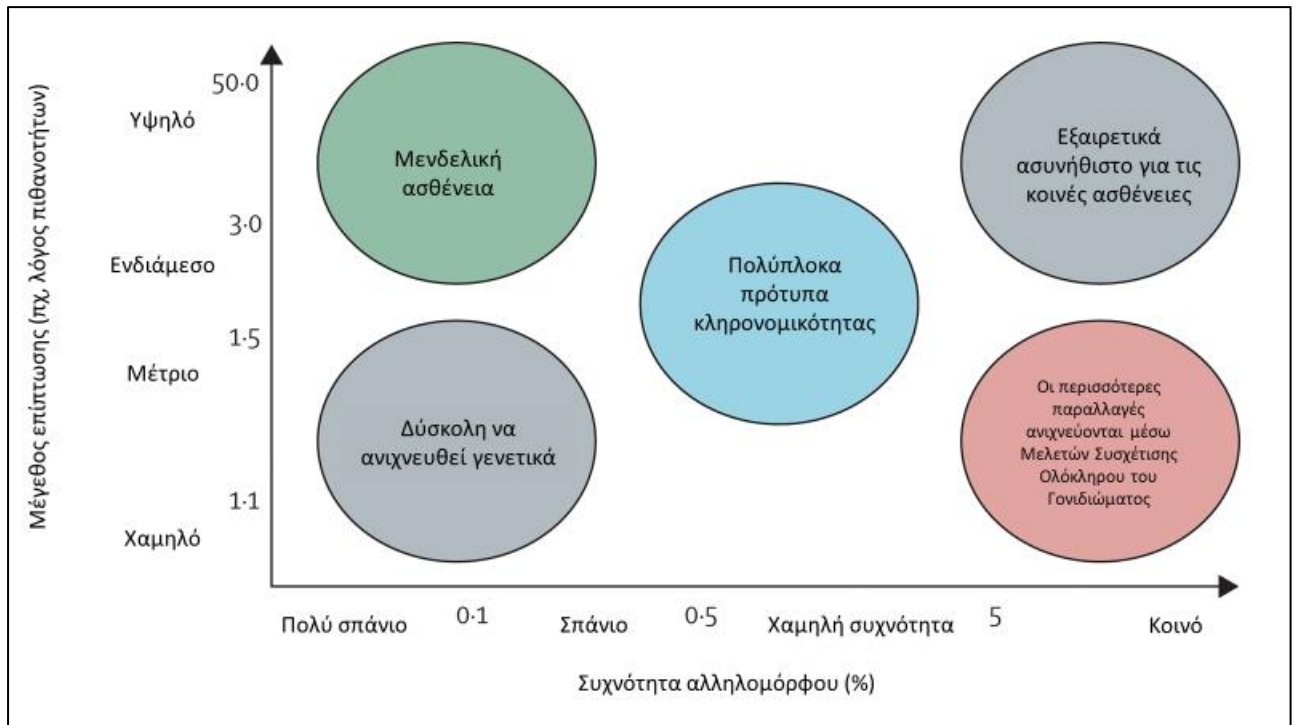 Μέγεθος επίπτωσης (πχ, λόγος πιθανοτήτων)
50·0
Υψηλό
3·0
Ενδιάμεσο
1·5
Μέτριο
1·1
Χαμηλό
Μενδελική
ασθένεια
Εξαιρετικά
ασυνήθιστο για τις
κοινές ασθένειες
Πολύπλοκα
πρότυπα
κληρονομικότητας
Δύσκολη να
ανιχνευθεί γενετικά
Οι περισσότερες
παραλλαγές
ανιχνεύονται μέσω
Μελετών Συσχέτισης
Ολόκληρου του
Γονιδιώματος
Πολύ σπάνιο 0·1 Σπάνιο 0·5 Χαμηλή συχνότητα 5 Κοινό
Συχνότητα αλληλομόρφου (%)